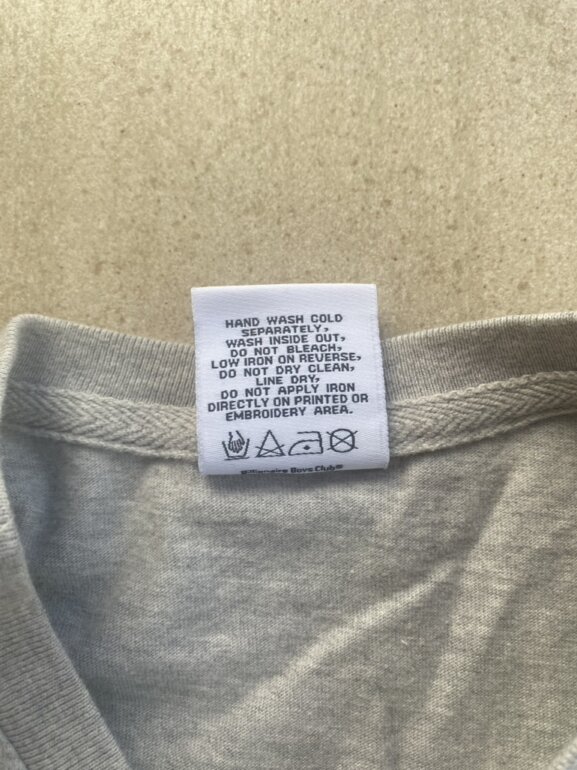 HAND WASH COLD
SEPARATELY,
WASH INSIDE OUT,
DO NOT BLEACH,
LOW IRON ON REVERSE,
DO NOT DRY CLEAN,
LINE DRY,
DO NOT APPLY IRON
DIRECTLY ON PRINTED OR
EMBROIDERY AREA.
Billionaire Boys Club®